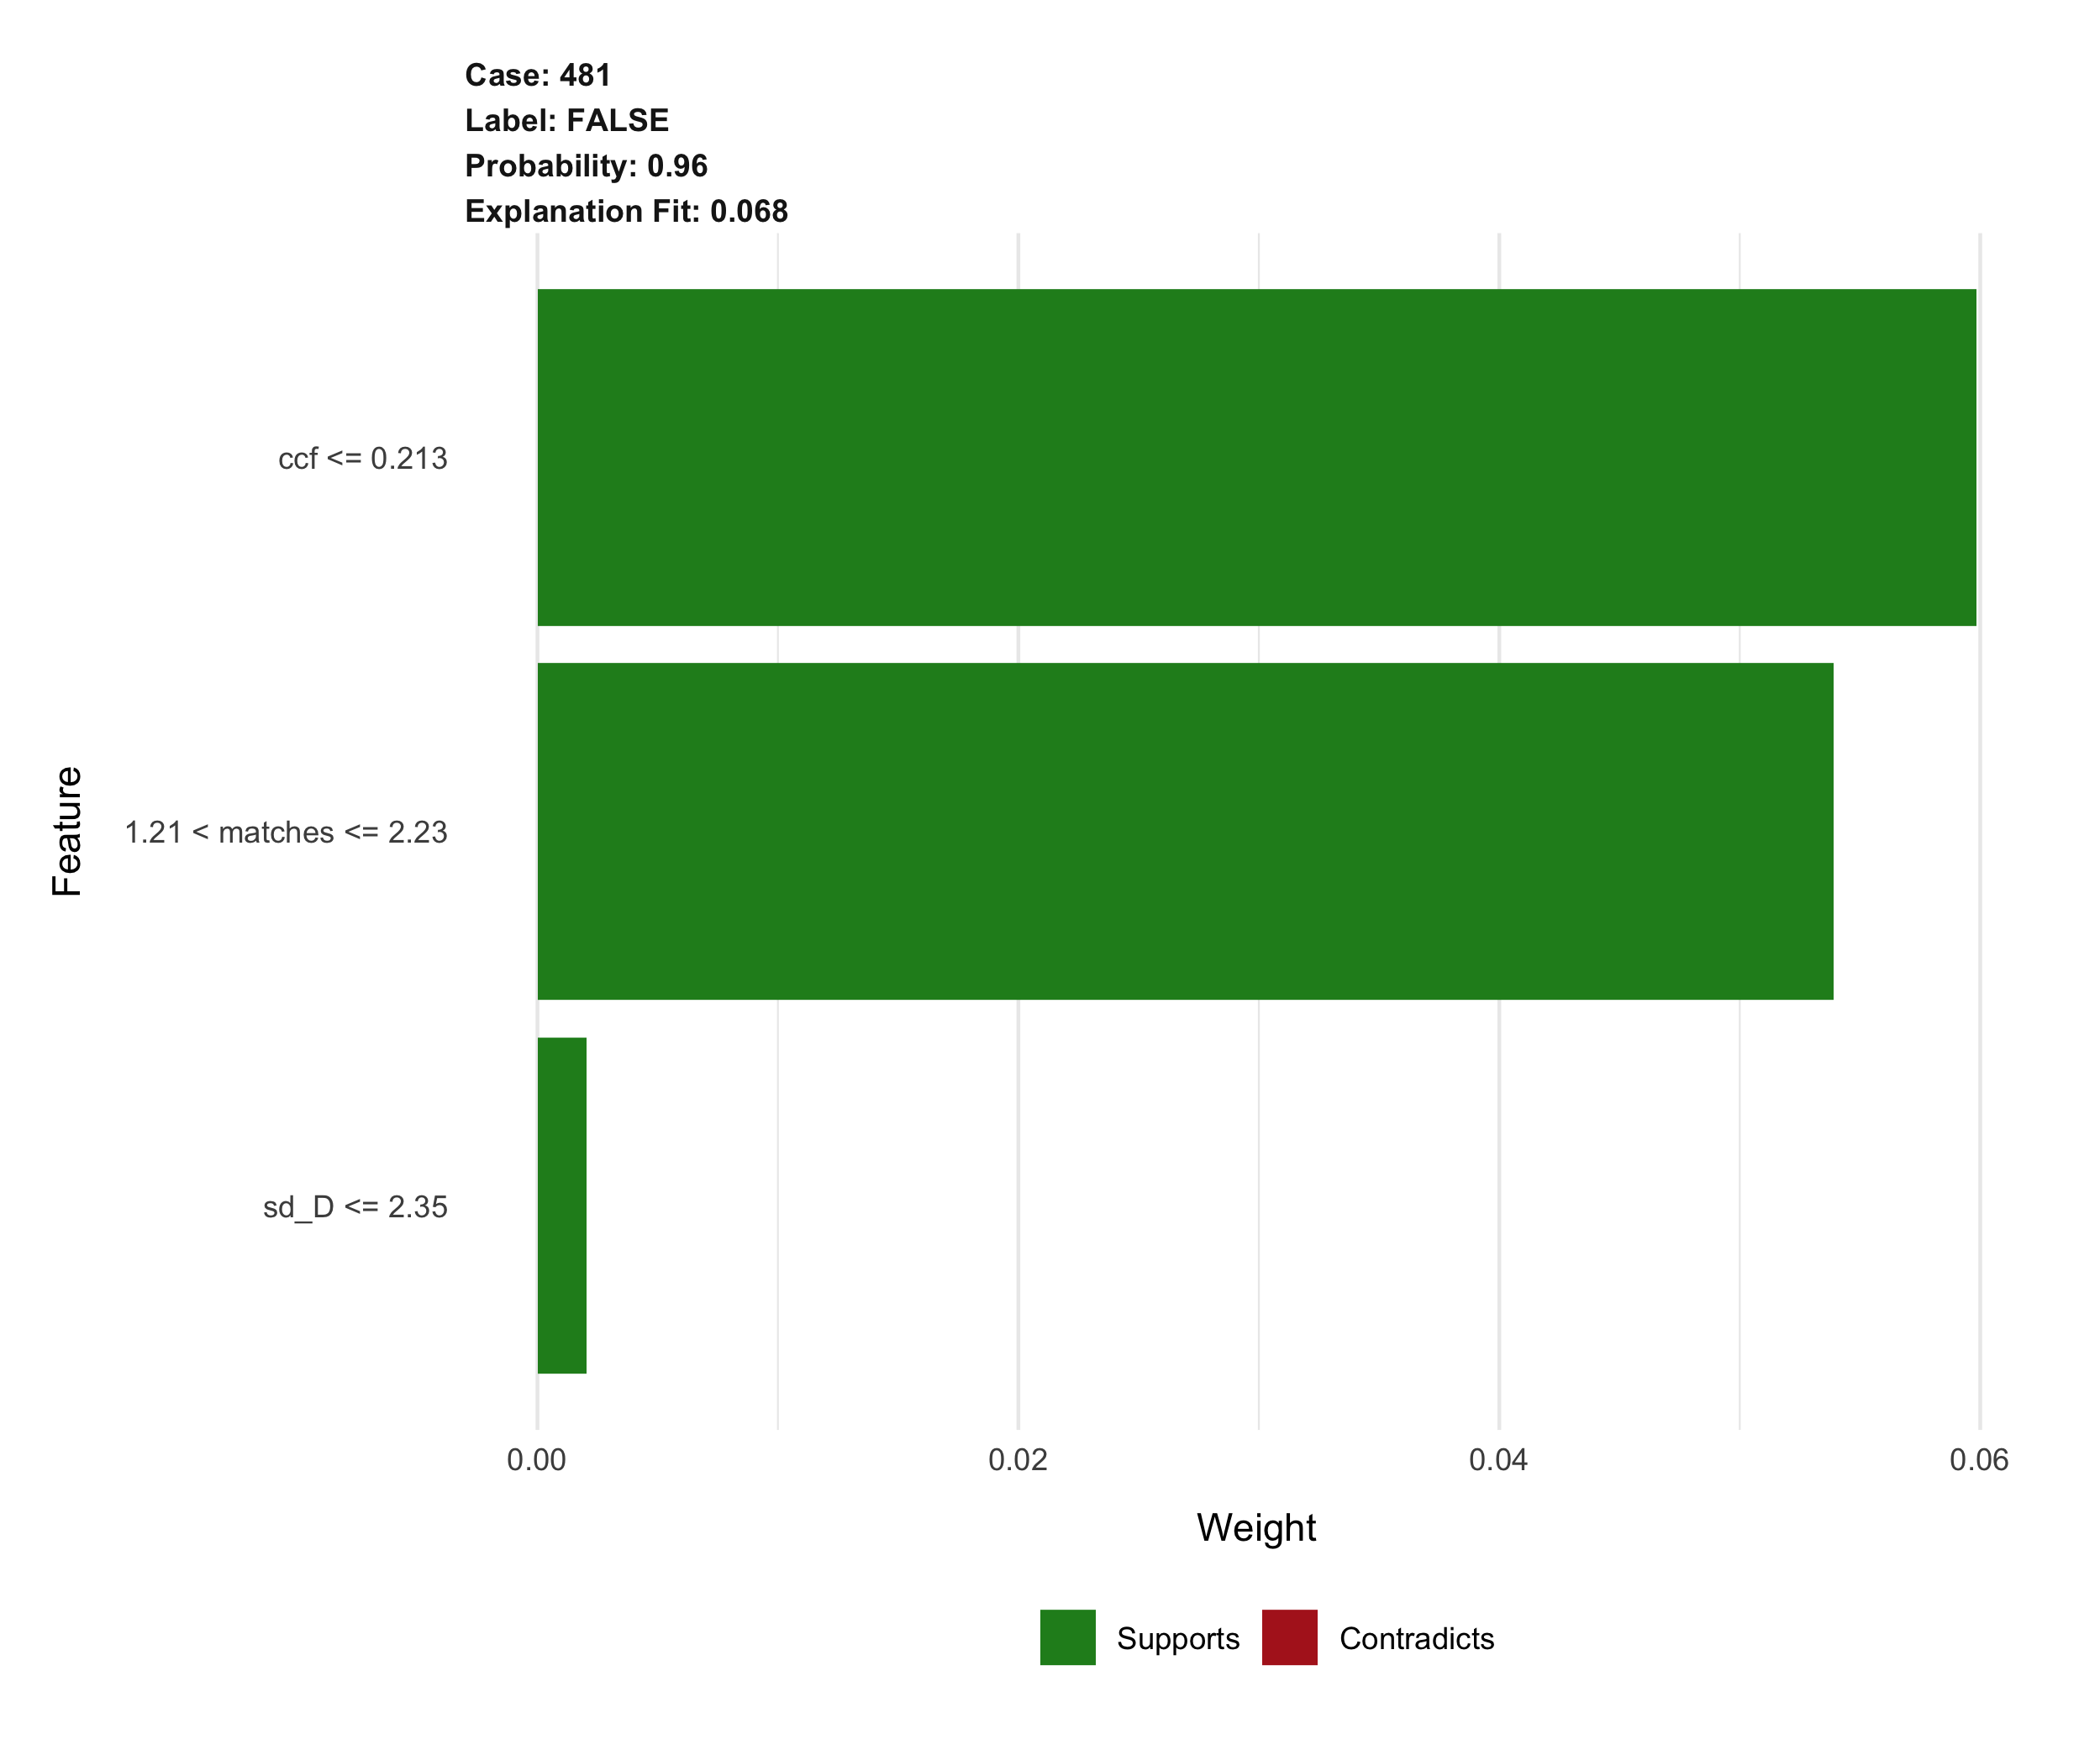 Case: 481
Label: FALSE
Probability: 0.96
Explanation Fit: 0.068
Feature
ccf <= 0.213
1.21 < matches <= 2.23
sd_D <= 2.35
0.00 0.02 0.04 0.06
Weight
Supports Contradicts